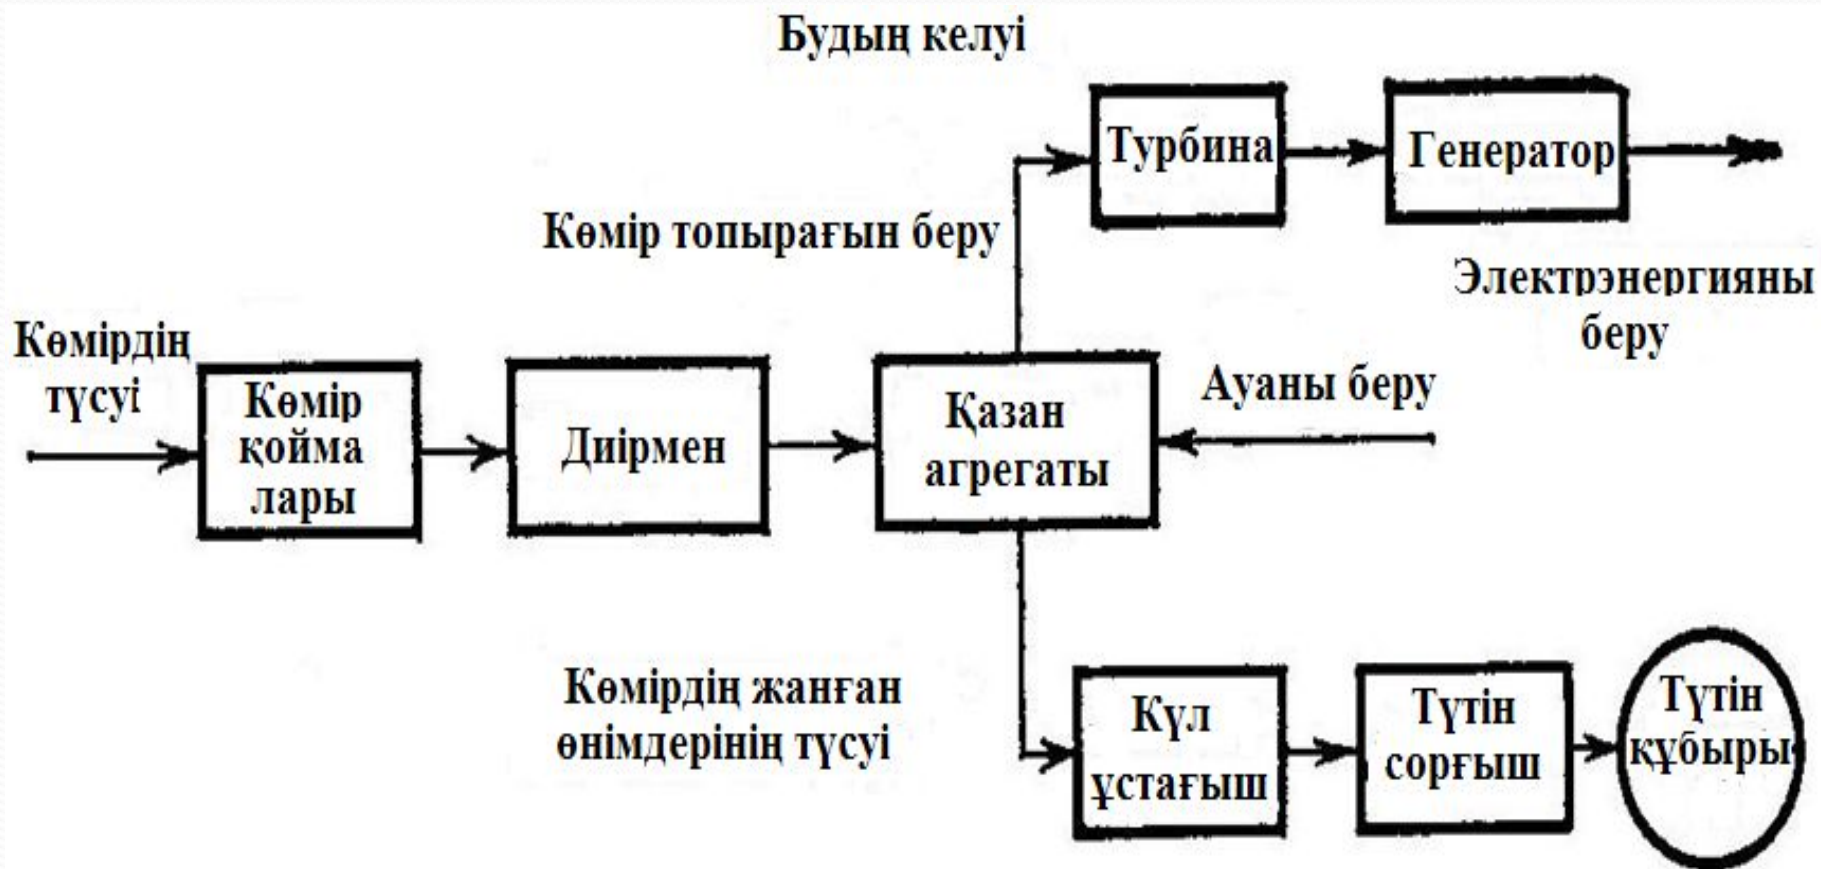 Будың келуі
Турбина
Генератор
Көмір топырағын беру
Электрэнергияны
беру
Көмірдің
түсуі
Көмір
қойма
лары
Диірмен
Қазан
агрегаты
Ауаны беру
Көмірдің жанған
өнімдерінің түсуі
Күл
ұстағыш
Түтін
сорғыш
Түтін
құбыры